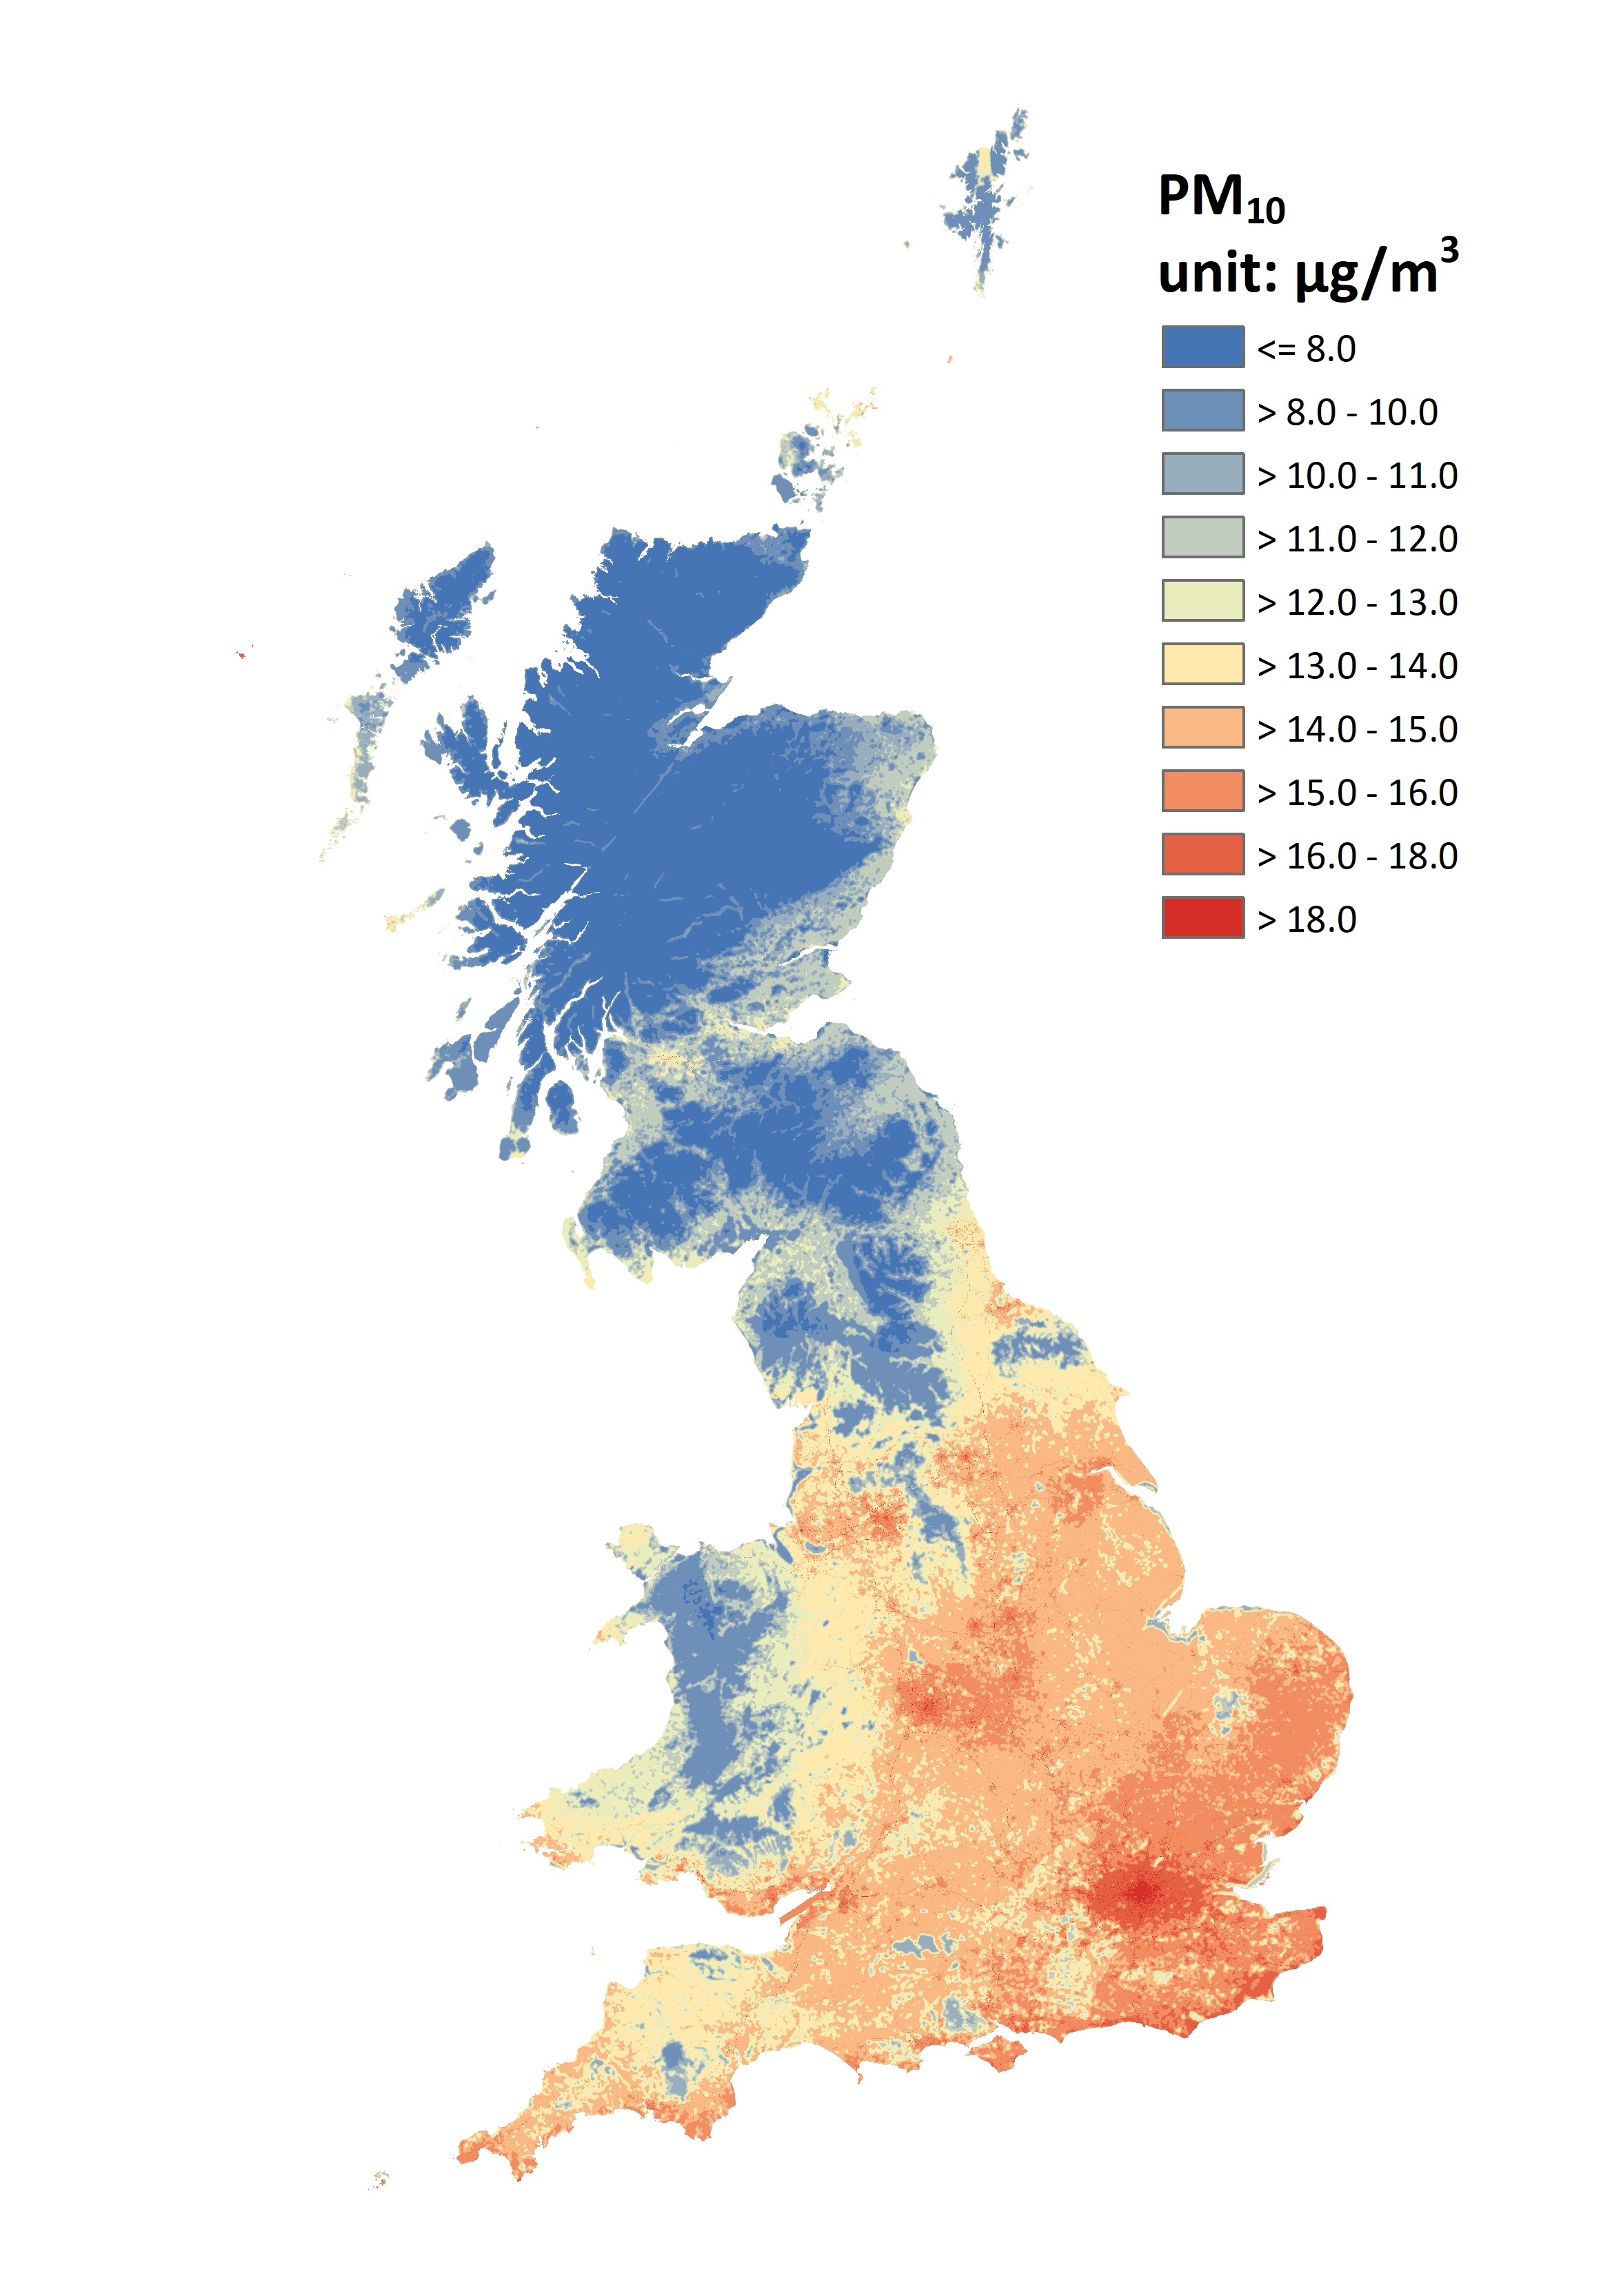 PM₁₀
unit: µg/m³
<= 8.0
> 8.0 - 10.0
> 10.0 - 11.0
> 11.0 - 12.0
> 12.0 - 13.0
> 13.0 - 14.0
> 14.0 - 15.0
> 15.0 - 16.0
> 16.0 - 18.0
> 18.0